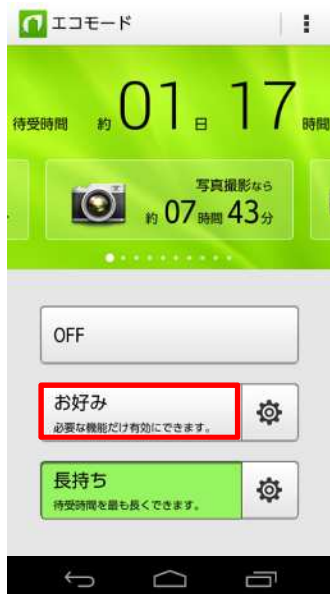 エコモード
待受時間 約 01 日 17 時間
写真撮影なら
約 07 時間 43 分
OFF
お好み
必要な機能だけ有効にできます。
長持ち
待受時間を最も長くできます。